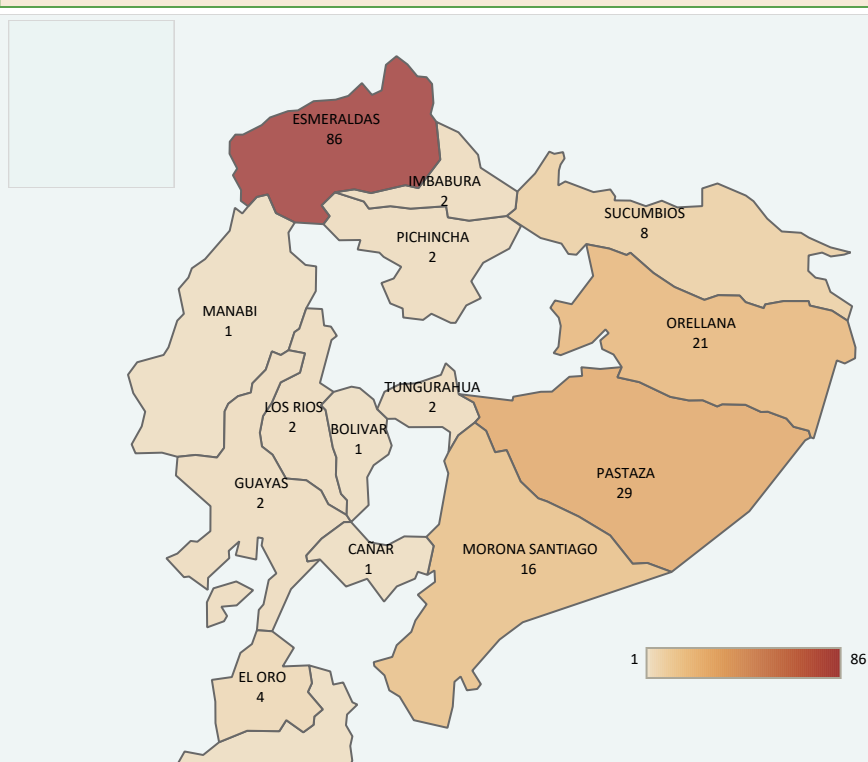 ESMERALDAS
86
IMBABURA
2
SUCUMBIOS
8
PICHINCHA
2
MANABI
1
ORELLANA
21
TUNGURAHUA
2
LOS RIOS
2
BOLIVAR
1
PASTAZA
29
GUAYAS
2
CAÑAR
1
MORONA SANTIAGO
16
1
86
EL ORO
4